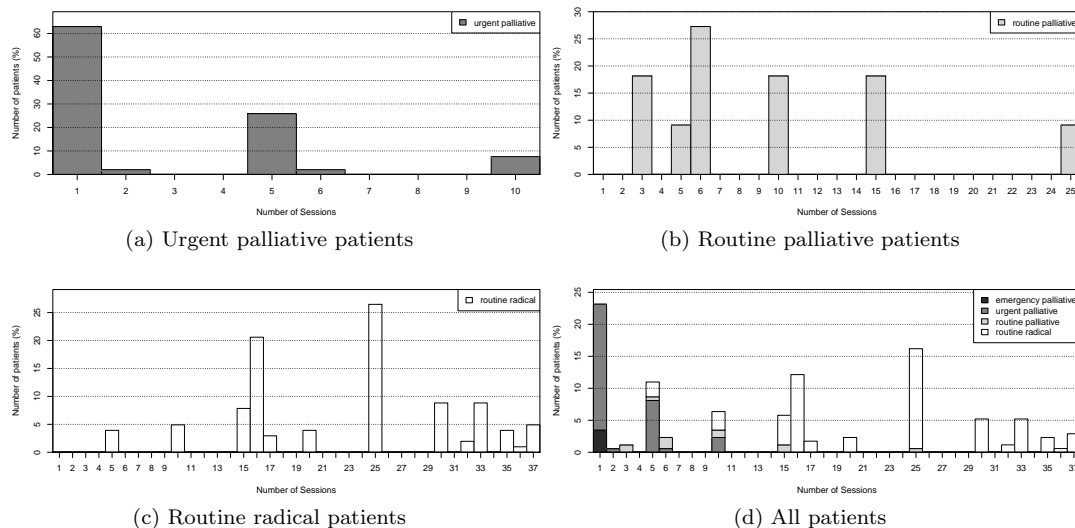 urgent palliative
Number of patients (%)
0 10 20 30 40 50 60
1 2 3 4 5 6 7 8 9 10
Number of Sessions
(a) Urgent palliative patients
routine palliative
Number of patients (%)
0 5 10 15 20 25 30
1 2 3 4 5 6 7 8 9 10 11 12 13 14 15 16 17 18 19 20 21 22 23 24 25
Number of Sessions
(b) Routine palliative patients
routine radical
Number of patients (%)
0 5 10 15 20 25
1 2 3 4 5 6 7 8 9 11 13 15 17 19 21 23 25 27 29 31 33 35 37
Number of Sessions
(c) Routine radical patients
emergency palliative
urgent palliative
routine palliative
routine radical
Number of patients (%)
0 5 10 15 20 25
1 2 3 4 5 6 7 8 9 11 13 15 17 19 21 23 25 27 29 31 33 35 37
Number of Sessions
(d) All patients